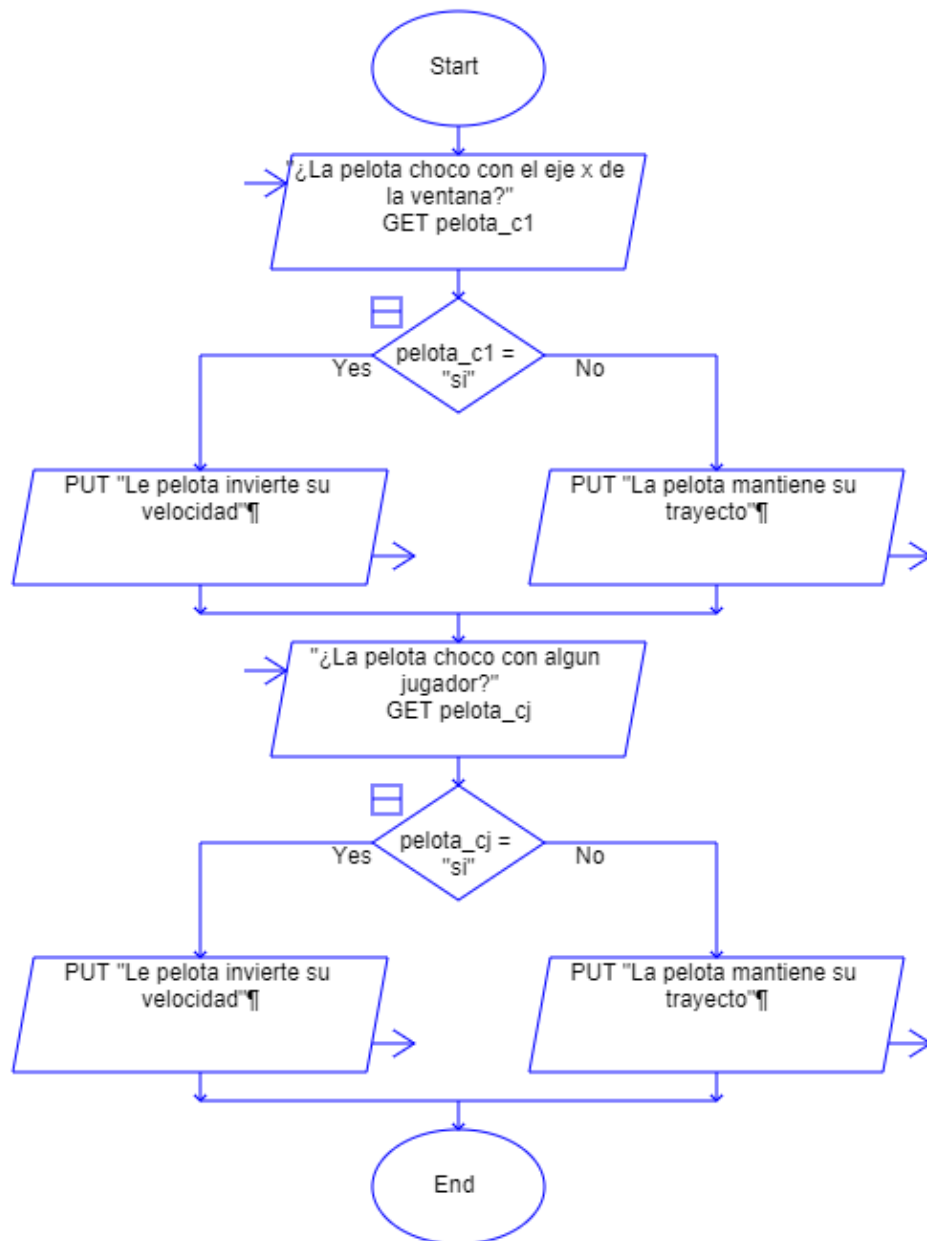 Start
"¿La pelota choco con el eje x de
la ventana?"
GET pelota_c1
pelota_c1 =
"si"
Yes
No
PUT "Le pelota invierte su
velocidad"¶
PUT "La pelota mantiene su
trayecto"¶
"¿La pelota choco con algun
jugador?"
GET pelota_cj
pelota_cj =
"si"
Yes
No
PUT "Le pelota invierte su
velocidad"¶
PUT "La pelota mantiene su
trayecto"¶
End